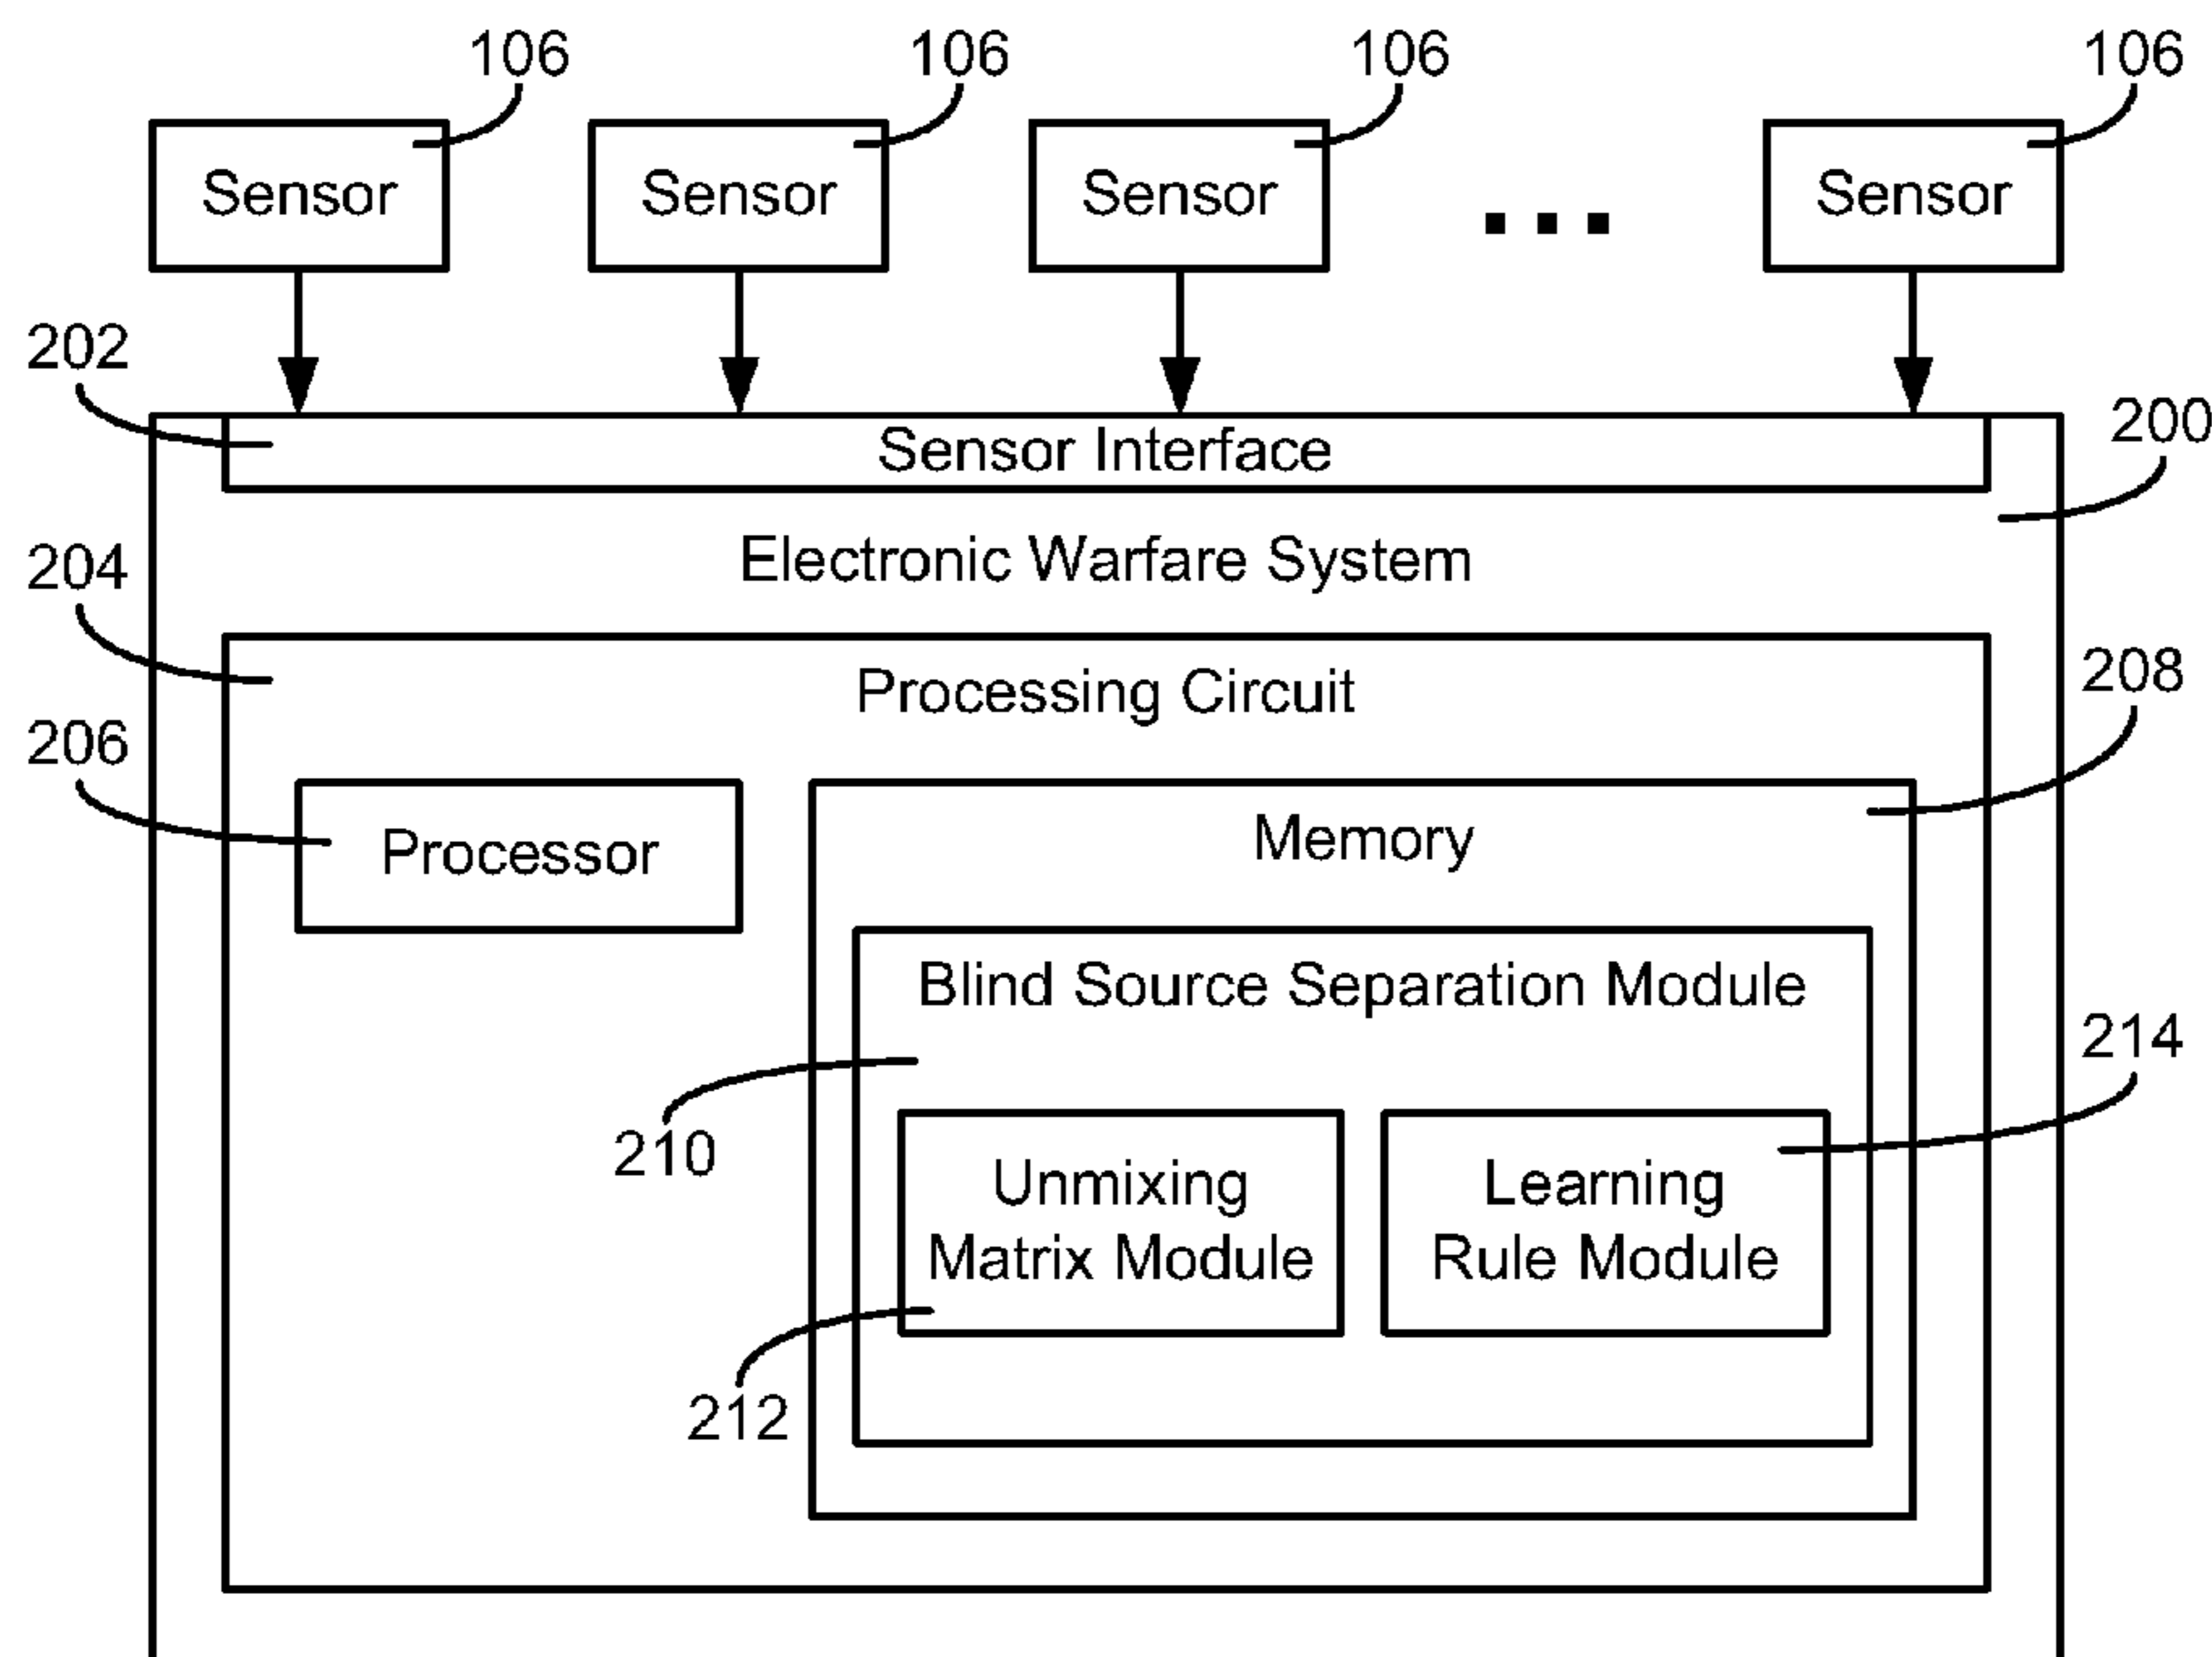 106 106 106 106
Sensor Sensor Sensor ... Sensor
202
Sensor Interface
200
Electronic Warfare System
204
Processing Circuit
208
206
Processor
Memory
Blind Source Separation Module
214
210
Unmixing
Matrix Module
Learning
Rule Module
212